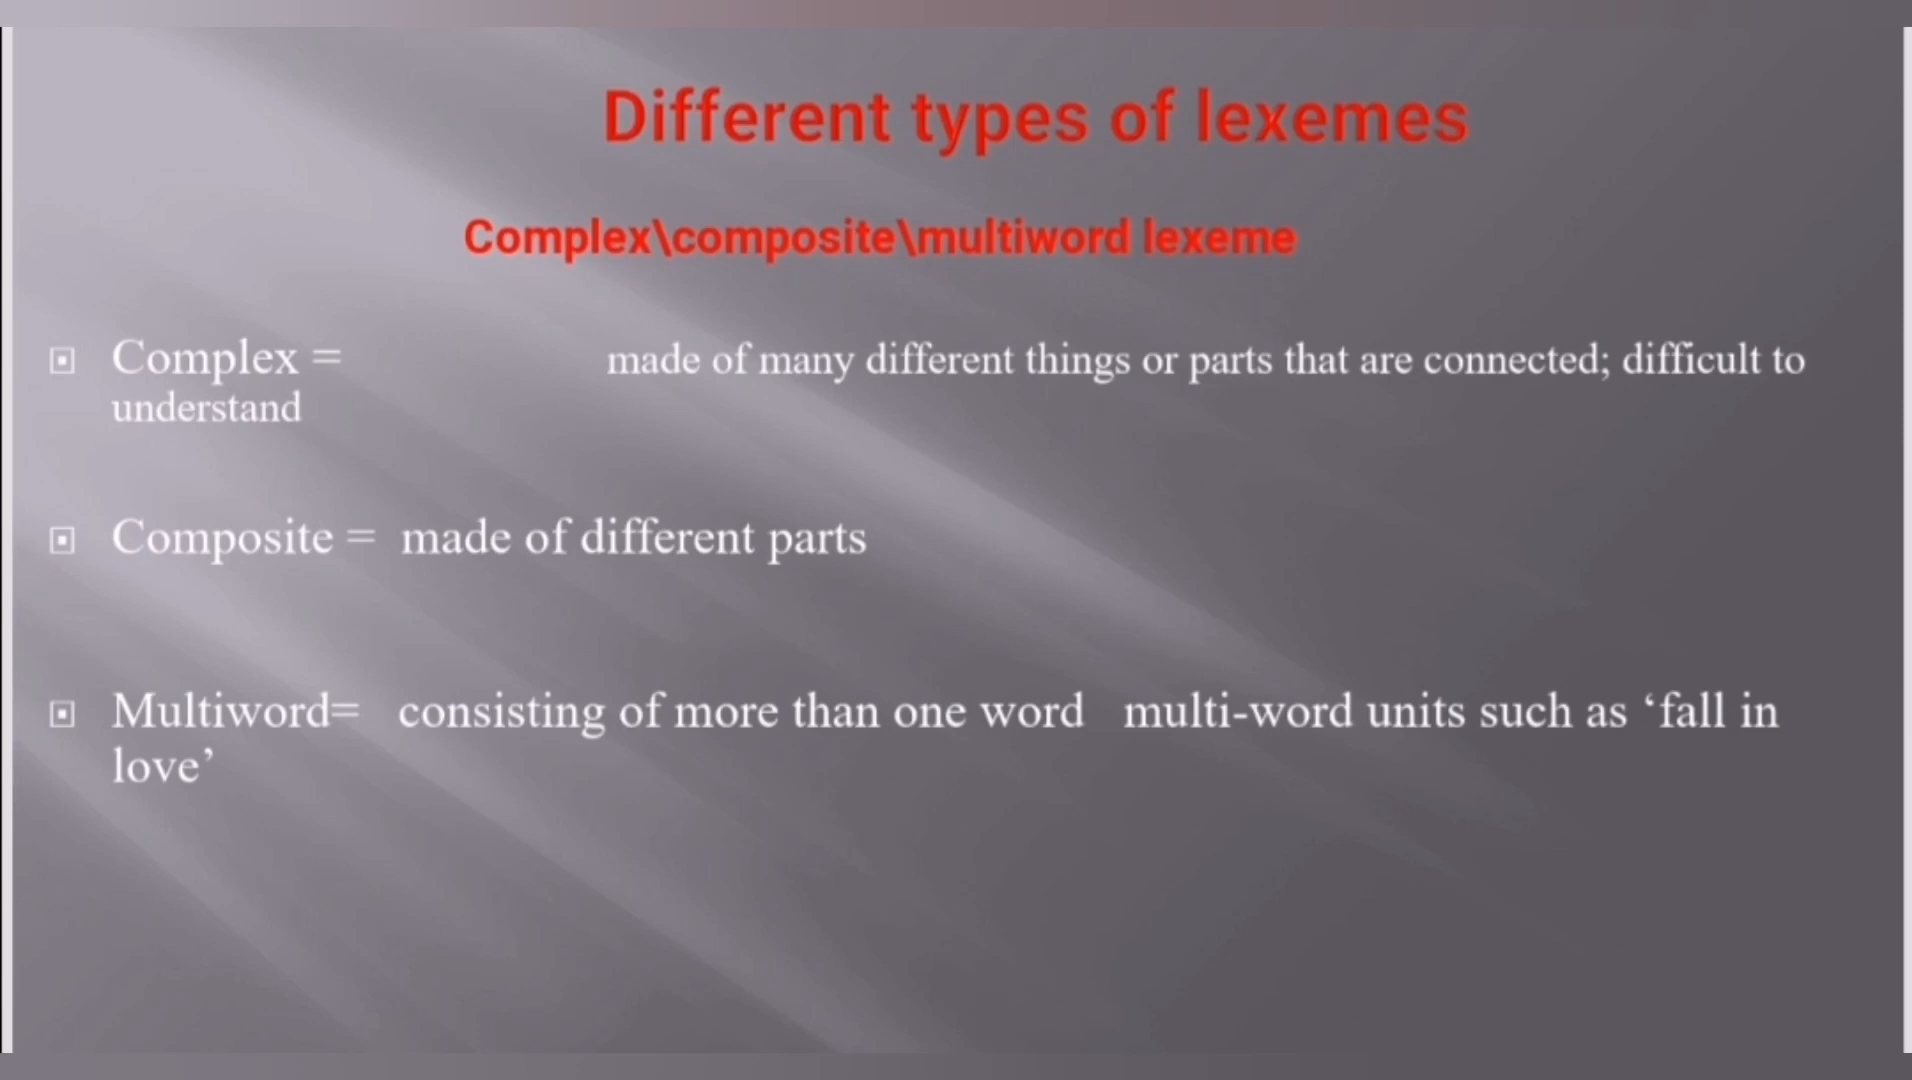 Different types of lexemes
Complex\composite\multiword lexeme
Complex = made of many different things or parts that are connected; difficult to
understand
Composite = made of different parts
Multiword= consisting of more than one word multi-word units such as ‘fall in
love’